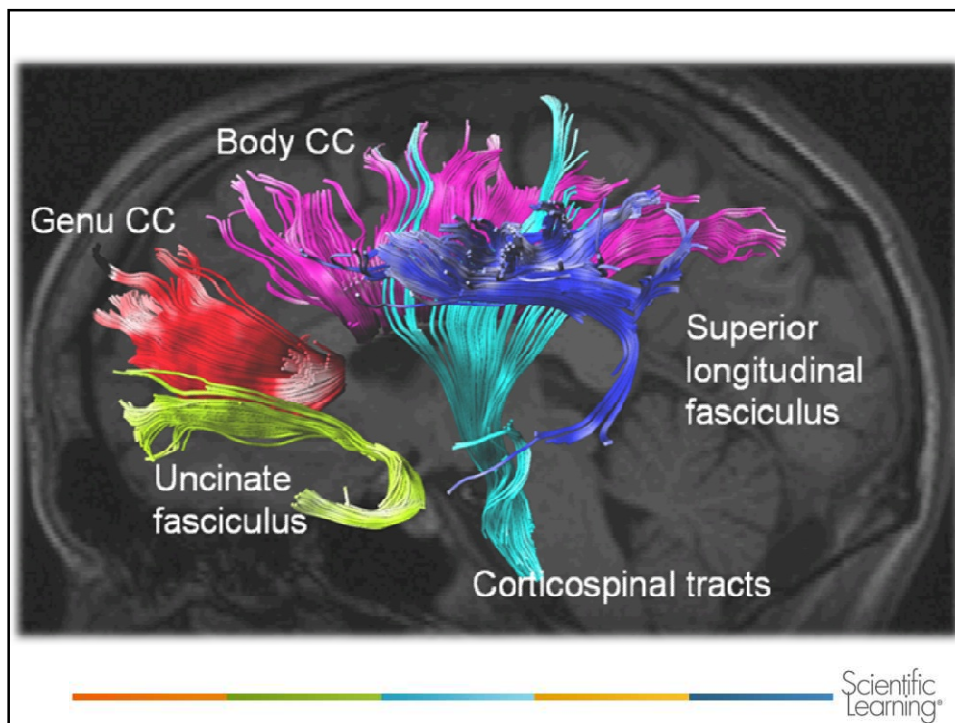 Body CC
Genu CC
Superior
longitudinal
fasciculus
Uncinate
fasciculus
Corticospinal tracts
Scientific
Learning®